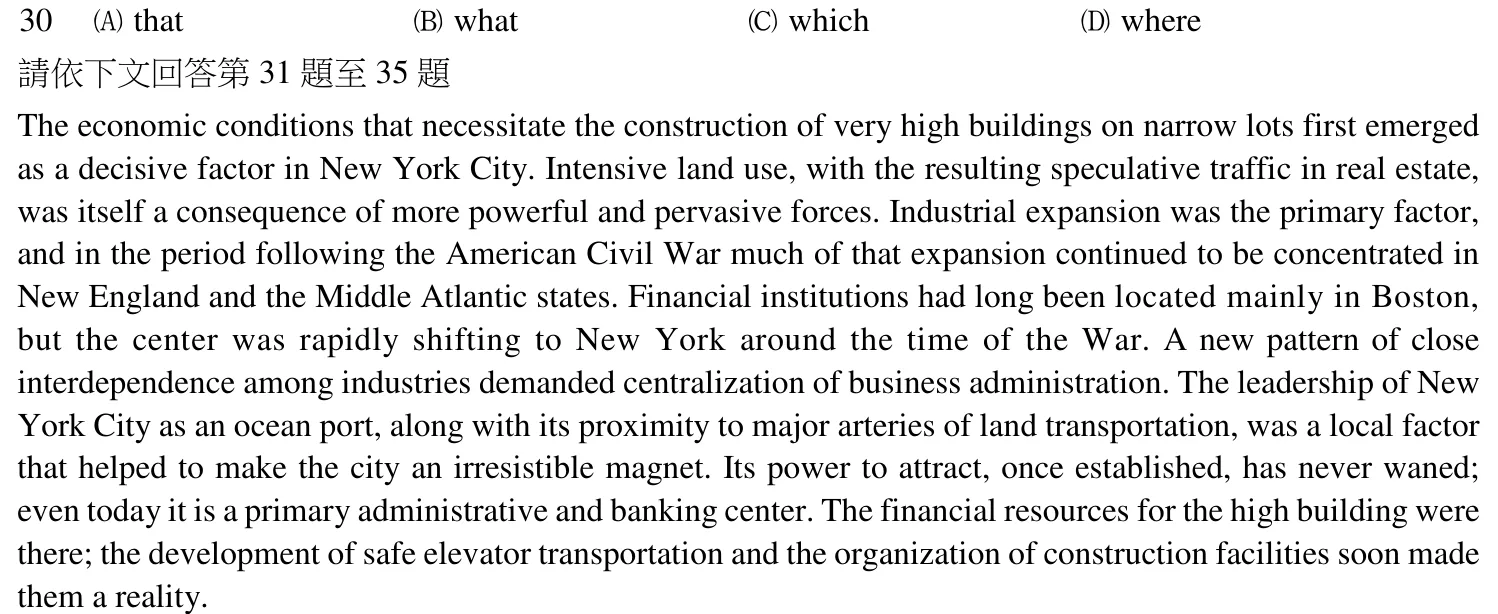 30 (A) that (B) what (C) which (D) where
請依下文回答第 31 題至 35 題
The economic conditions that necessitate the construction of very high buildings on narrow lots first emerged
as a decisive factor in New York City. Intensive land use, with the resulting speculative traffic in real estate,
was itself a consequence of more powerful and pervasive forces. Industrial expansion was the primary factor,
and in the period following the American Civil War much of that expansion continued to be concentrated in
New England and the Middle Atlantic states. Financial institutions had long been located mainly in Boston,
but the center was rapidly shifting to New York around the time of the War. A new pattern of close
interdependence among industries demanded centralization of business administration. The leadership of New
York City as an ocean port, along with its proximity to major arteries of land transportation, was a local factor
that helped to make the city an irresistible magnet. Its power to attract, once established, has never waned;
even today it is a primary administrative and banking center. The financial resources for the high building were
there; the development of safe elevator transportation and the organization of construction facilities soon made
them a reality.